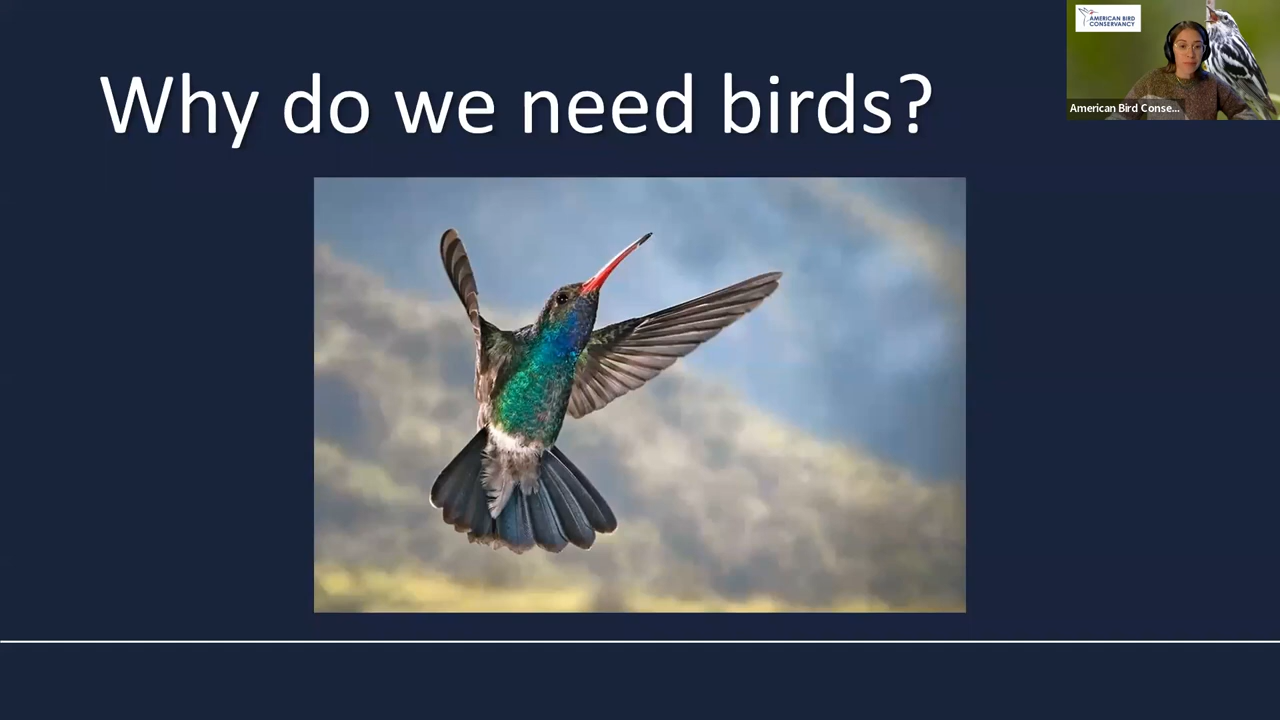 Why do we need birds?
AMERICAN BIRD
CONSERVANCY
American Bird Conse...